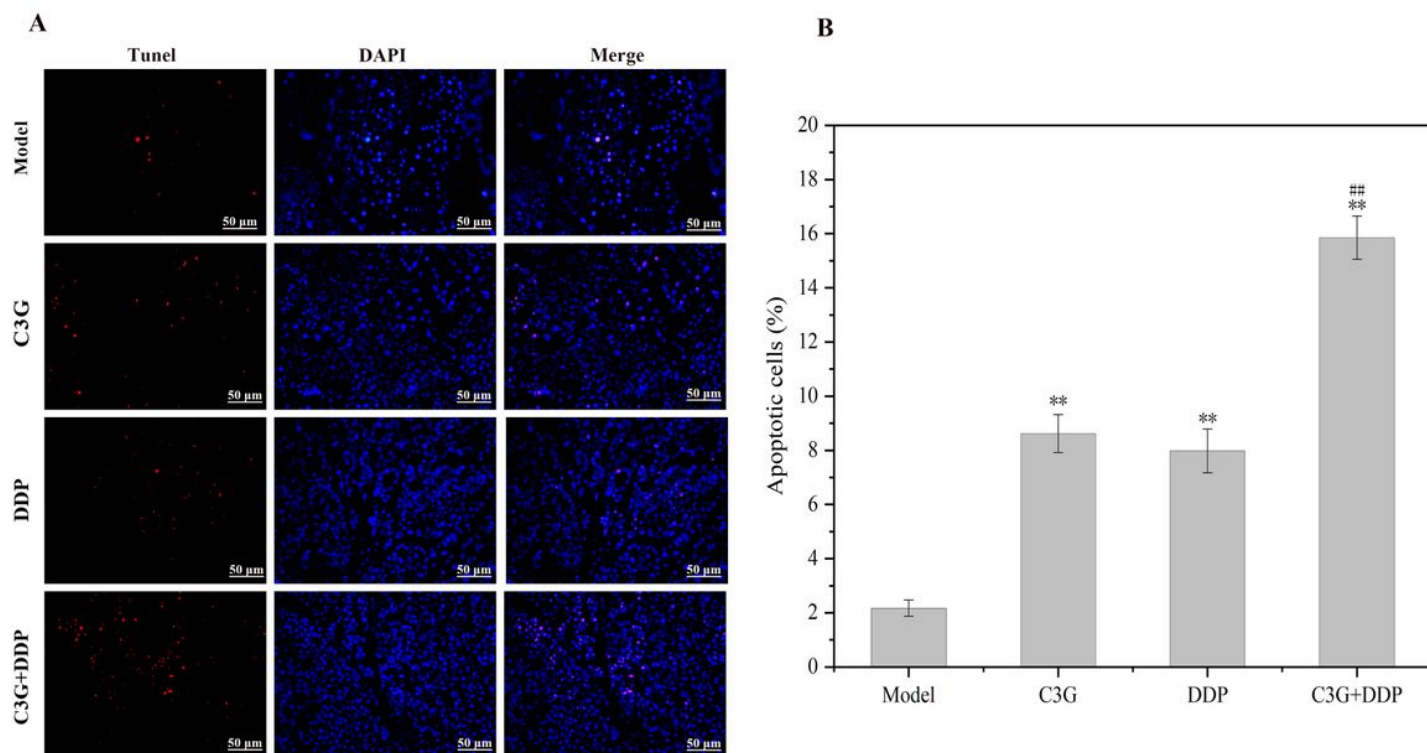 A
Tunel DAPI Merge
Model
50 µm 50 µm 50 µm
C3G
50 µm 50 µm 50 µm
DDP
50 µm 50 µm 50 µm
C3G+DDP
50 µm 50 µm 50 µm
B
Apoptotic cells (%)
20
18
16
14
12
10
8
6
4
2
0
**
**
##
**
Model C3G DDP C3G+DDP